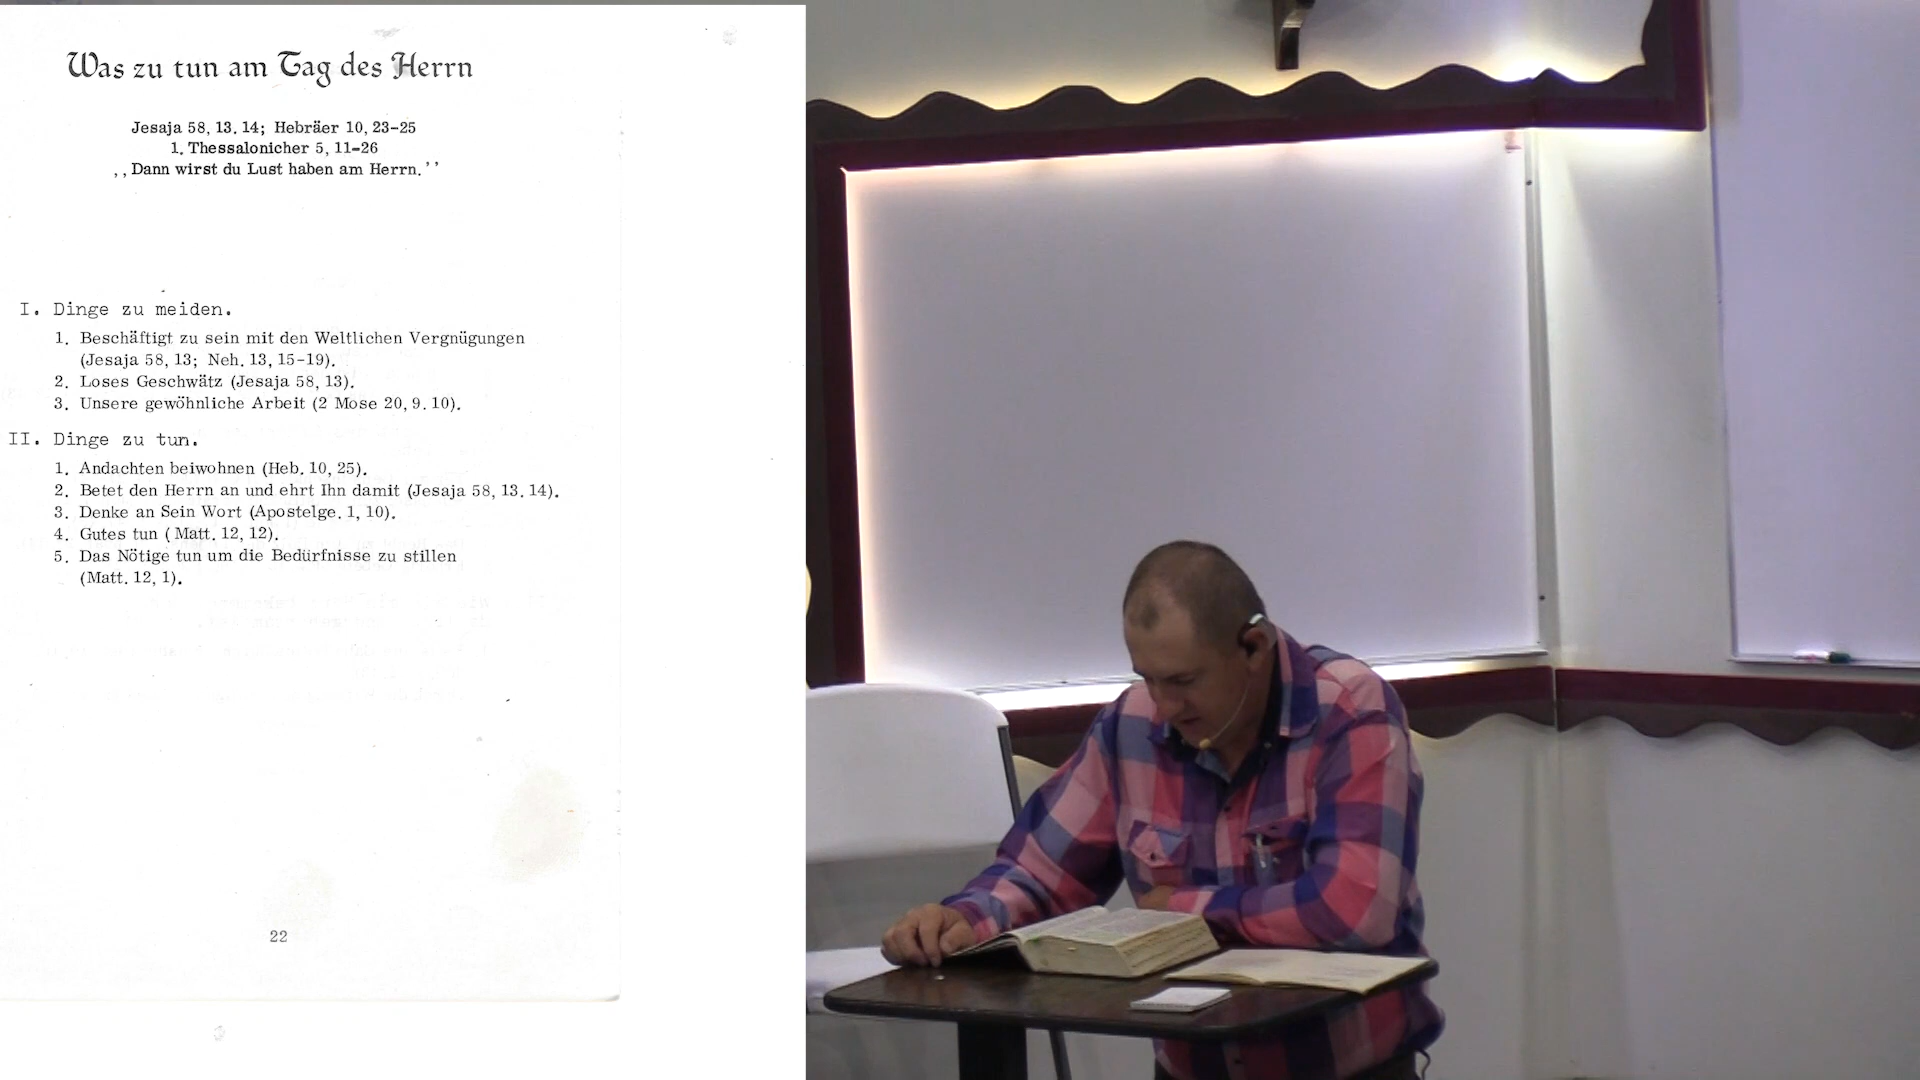 Was zu tun am Tag des Herrn
Jesaja 58, 13. 14; Hebräer 10, 23-25
1. Thessalonicher 5, 11-26
,,Dann wirst du Lust haben am Herrn.''
I. Dinge zu meiden.
1. Beschäftigt zu sein mit den Weltlichen Vergnügungen
(Jesaja 58, 13; Neh. 13, 15-19).
2. Loses Geschwätz (Jesaja 58, 13).
3. Unsere gewöhnliche Arbeit (2 Mose 20, 9. 10).
II. Dinge zu tun.
1. Andachten beiwohnen (Heb. 10, 25).
2. Betet den Herrn an und ehrt Ihn damit (Jesaja 58, 13. 14).
3. Denke an Sein Wort (Apostelge. 1, 10).
4. Gutes tun ( Matt. 12, 12).
5. Das Nötige tun um die Bedürfnisse zu stillen
(Matt. 12, 1).
22